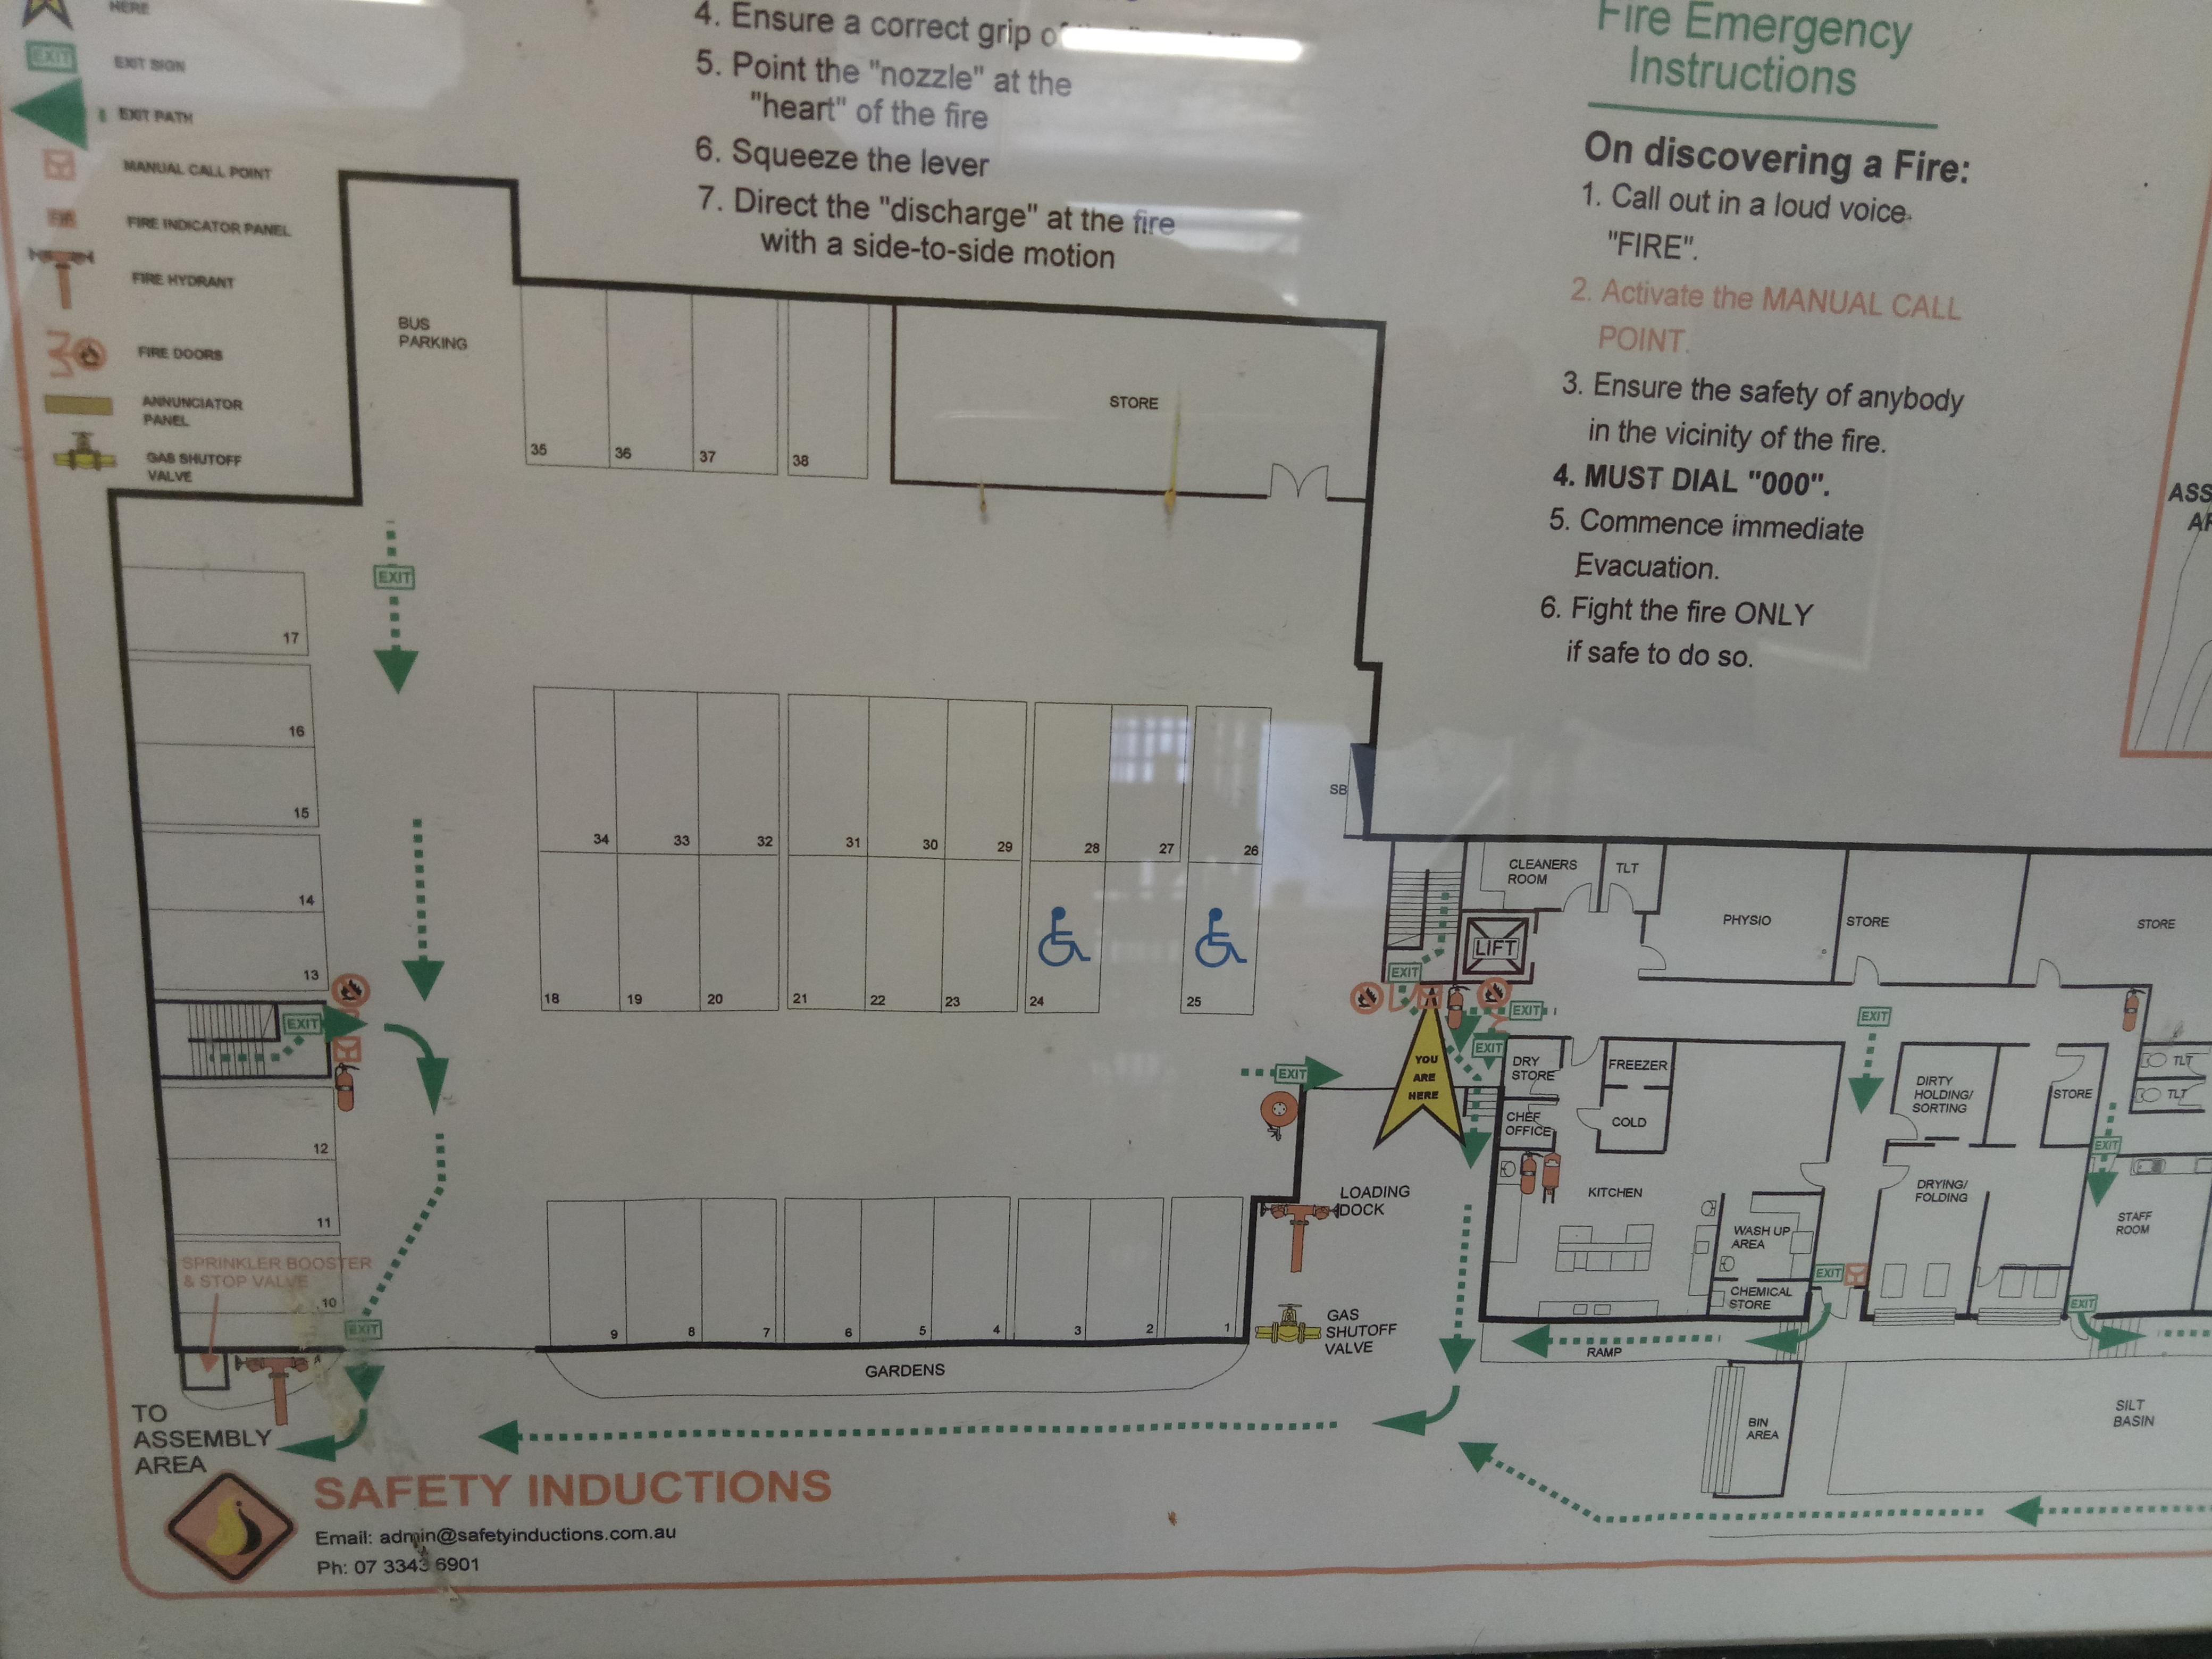 HERE
EXIT
EXIT SIGN
EXIT PATH
MANUAL CALL POINT
FIRE INDICATOR PANEL
FIRE HYDRANT
FIRE DOORS
ANNUNCIATOR
PANEL
GAS SHUTOFF
VALVE
4. Ensure a correct grip of
5. Point the "nozzle" at the
"heart" of the fire
6. Squeeze the lever
7. Direct the "discharge" at the fire
with a side-to-side motion
Fire Emergency
Instructions
On discovering a Fire:
1. Call out in a loud voice
"FIRE".
2. Activate the MANUAL CALL
POINT.
3. Ensure the safety of anybody
in the vicinity of the fire.
4. MUST DIAL "000".
5. Commence immediate
Evacuation.
6. Fight the fire ONLY
if safe to do so.
BUS
PARKING
35
36
37
38
STORE
EXIT
17
16
15
14
13
34
33
32
31
30
29
28
27
26
18
19
20
21
22
23
24
25
SB
EXIT
12
11
10
SPRINKLER BOOSTER
& STOP VALVE
EXIT
9
8
7
6
5
4
3
2
1
GARDENS
CLEANERS
ROOM
TLT
PHYSIO
STORE
STORE
LIFT
EXIT
EXIT
EXIT
EXIT
EXIT
YOU
ARE
HERE
DRY
STORE
FREEZER
CHEF
OFFICE
COLD
DIRTY
HOLDING/
SORTING
STORE
TLT
TLT
EXIT
LOADING
DOCK
KITCHEN
DRYING/
FOLDING
STAFF
ROOM
WASH UP
AREA
EXIT
CHEMICAL
STORE
EXIT
GAS
SHUTOFF
VALVE
RAMP
BIN
AREA
SILT
BASIN
TO
ASSEMBLY
AREA
SAFETY INDUCTIONS
Email: admin@safetyinductions.com.au
Ph: 07 3343 6901